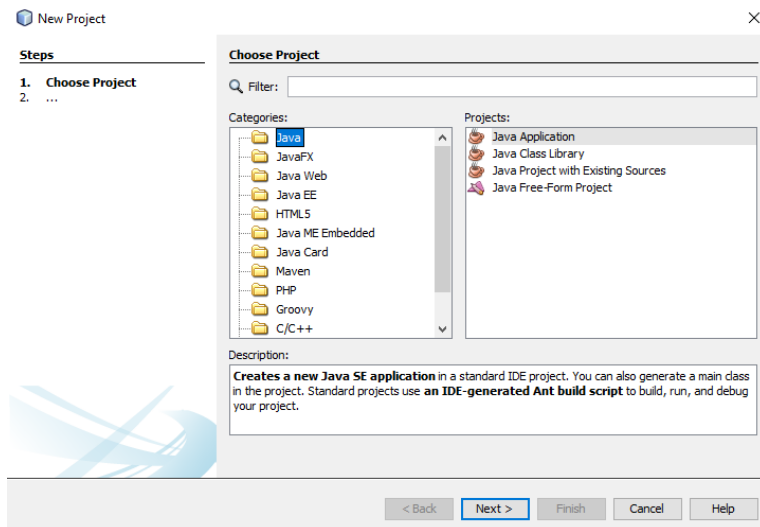 New Project
Steps
1. Choose Project
2. ...
Choose Project
Filter:
Categories:
Java
JavaFX
Java Web
Java EE
HTML5
Java ME Embedded
Java Card
Maven
PHP
Groovy
C/C++
Projects:
Java Application
Java Class Library
Java Project with Existing Sources
Java Free-Form Project
Description:
Creates a new Java SE application in a standard IDE project. You can also generate a main class
in the project. Standard projects use an IDE-generated Ant build script to build, run, and debug
your project.
< Back
Next >
Finish
Cancel
Help